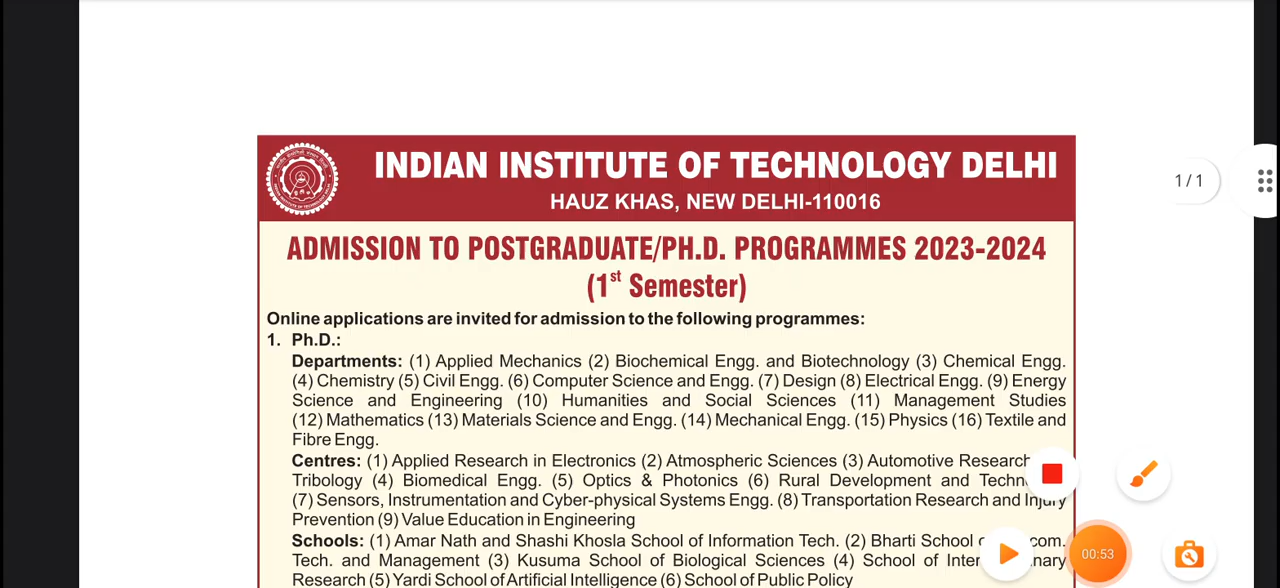 INDIAN INSTITUTE OF TECHNOLOGY DELHI
HAUZ KHAS, NEW DELHI-110016
1 / 1
ADMISSION TO POSTGRADUATE/PH.D. PROGRAMMES 2023-2024
(1st Semester)
Online applications are invited for admission to the following programmes:
1. Ph.D.:
Departments: (1) Applied Mechanics (2) Biochemical Engg. and Biotechnology (3) Chemical Engg.
(4) Chemistry (5) Civil Engg. (6) Computer Science and Engg. (7) Design (8) Electrical Engg. (9) Energy
Science and Engineering (10) Humanities and Social Sciences (11) Management Studies
(12) Mathematics (13) Materials Science and Engg. (14) Mechanical Engg. (15) Physics (16) Textile and
Fibre Engg.
Centres: (1) Applied Research in Electronics (2) Atmospheric Sciences (3) Automotive Research
Tribology (4) Biomedical Engg. (5) Optics & Photonics (6) Rural Development and
(7) Sensors, Instrumentation and Cyber-physical Systems Engg. (8) Transportation Research and Injury
Prevention (9) Value Education in Engineering
Schools: (1) Amar Nath and Shashi Khosla School of Information Tech. (2) Bharti School
Tech. and Management (3) Kusuma School of Biological Sciences (4) School of
Research (5) Yardi School of Artificial Intelligence (6) School of Public Policy
00:53